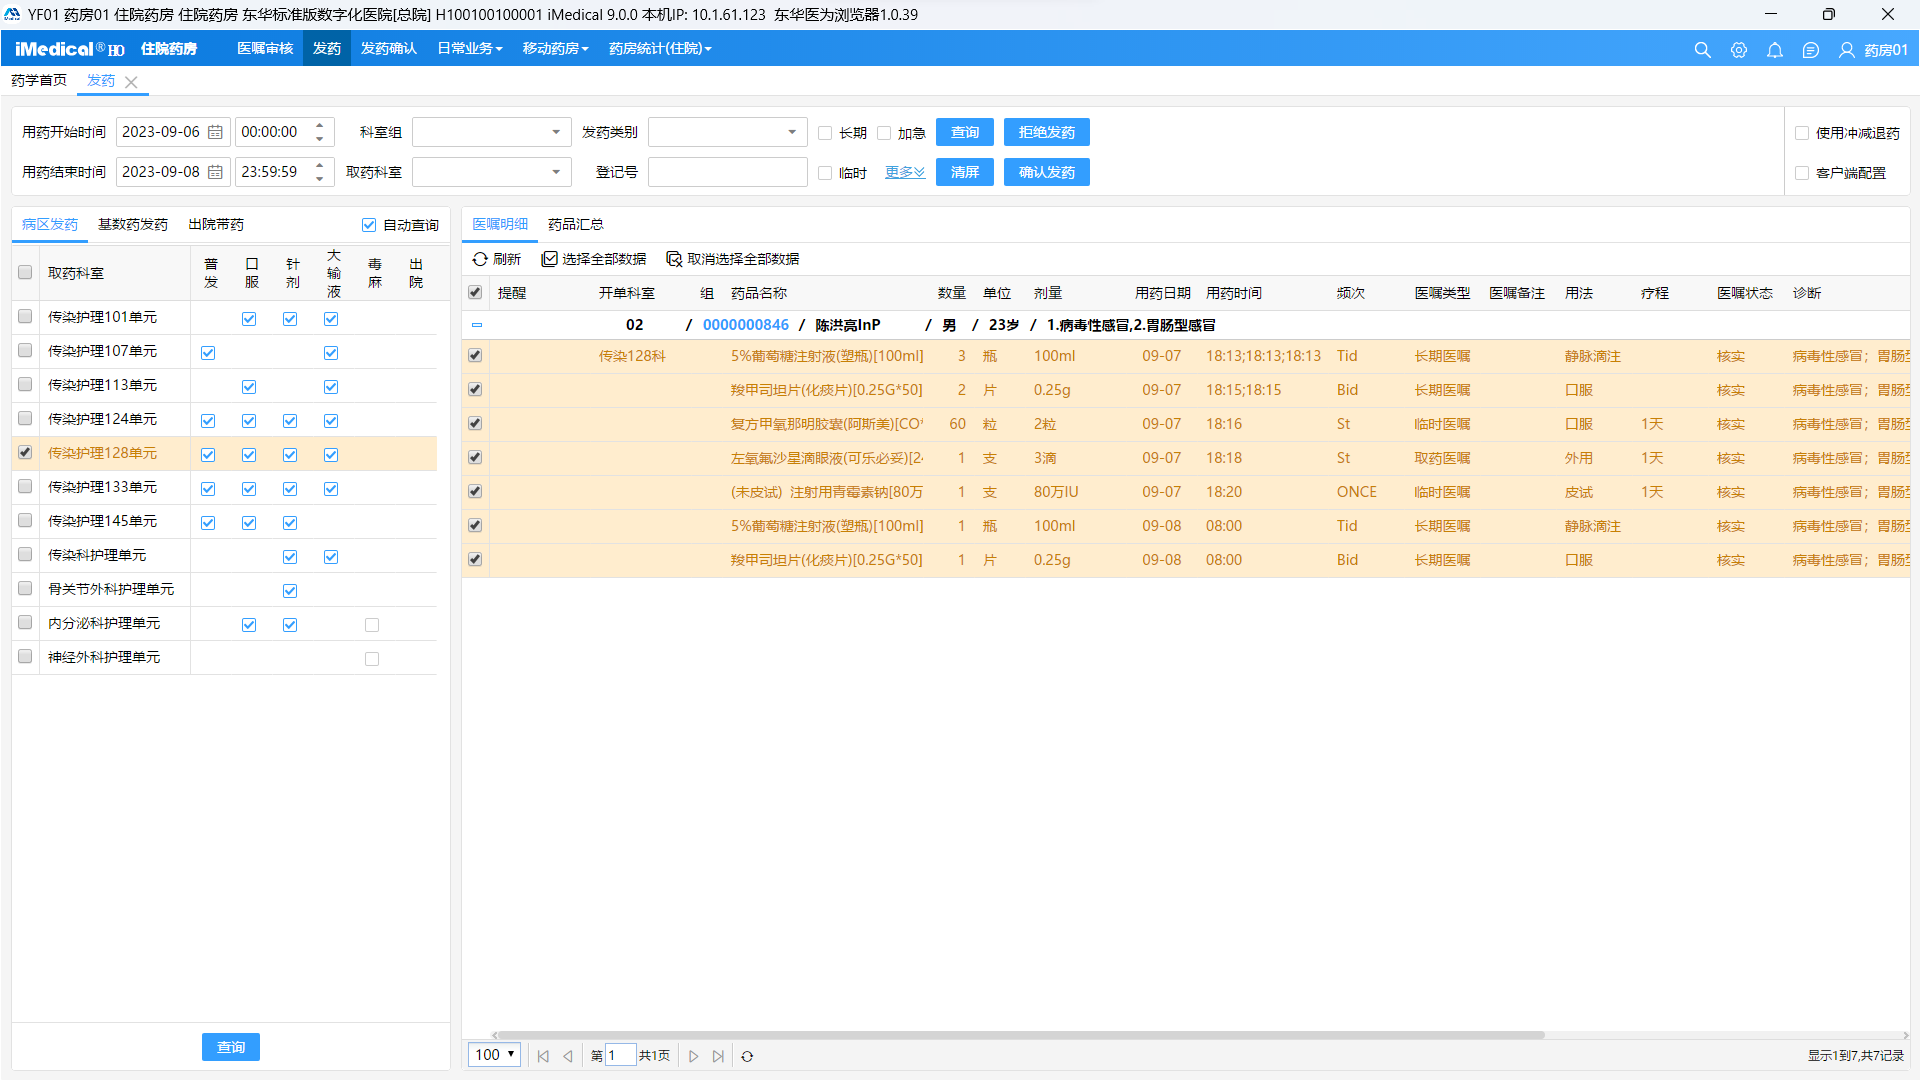 YF01 药房01 住院药房 住院药房 东华标准版数字化医院[总院] H100100100001 iMedical 9.0.0 本机IP: 10.1.61.123 东华医为浏览器1.0.39
iMedical®HO 住院药房 医嘱审核 发药 发药确认 日常业务 移动药房 药房统计(住院) 药房01
药学首页 发药
用药开始时间 2023-09-06 00:00:00 科室组 发药类别 长期 加急 查询 拒绝发药 使用冲减退药
用药结束时间 2023-09-08 23:59:59 取药科室 登记号 临时 更多 清屏 确认发药 客户端配置
病区发药 基数药发药 出院带药 自动查询
取药科室 普发 口服 针剂 大输液 毒麻 出院
传染护理101单元
传染护理107单元
传染护理113单元
传染护理124单元
传染护理128单元
传染护理133单元
传染护理145单元
传染科护理单元
骨关节外科护理单元
内分泌科护理单元
神经外科护理单元
查询
医嘱明细 药品汇总
刷新 选择全部数据 取消选择全部数据
提醒 开单科室 组 药品名称 数量 单位 剂量 用药日期 用药时间 频次 医嘱类型 医嘱备注 用法 疗程 医嘱状态 诊断
02 / 0000000846 / 陈洪亮InP / 男 / 23岁 / 1.病毒性感冒,2.胃肠型感冒
传染128科 5%葡萄糖注射液(塑瓶)[100ml] 3 瓶 100ml 09-07 18:13;18:13;18:13 Tid 长期医嘱 静脉滴注 核实 病毒性感冒；胃肠型
羧甲司坦片(化痰片)[0.25G*50] 2 片 0.25g 09-07 18:15;18:15 Bid 长期医嘱 口服 核实 病毒性感冒；胃肠型
复方甲氧那明胶囊(阿斯美)[CO* 60 粒 2粒 09-07 18:16 St 临时医嘱 口服 1天 核实 病毒性感冒；胃肠型
左氧氟沙星滴眼液(可乐必妥)[2 1 支 3滴 09-07 18:18 St 取药医嘱 外用 1天 核实 病毒性感冒；胃肠型
(未皮试) 注射用青霉素钠[80万 1 支 80万IU 09-07 18:20 ONCE 临时医嘱 皮试 1天 核实 病毒性感冒；胃肠型
5%葡萄糖注射液(塑瓶)[100ml] 1 瓶 100ml 09-08 08:00 Tid 长期医嘱 静脉滴注 核实 病毒性感冒；胃肠型
羧甲司坦片(化痰片)[0.25G*50] 1 片 0.25g 09-08 08:00 Bid 长期医嘱 口服 核实 病毒性感冒；胃肠型
100 第 1 共1页 显示1到7,共7记录